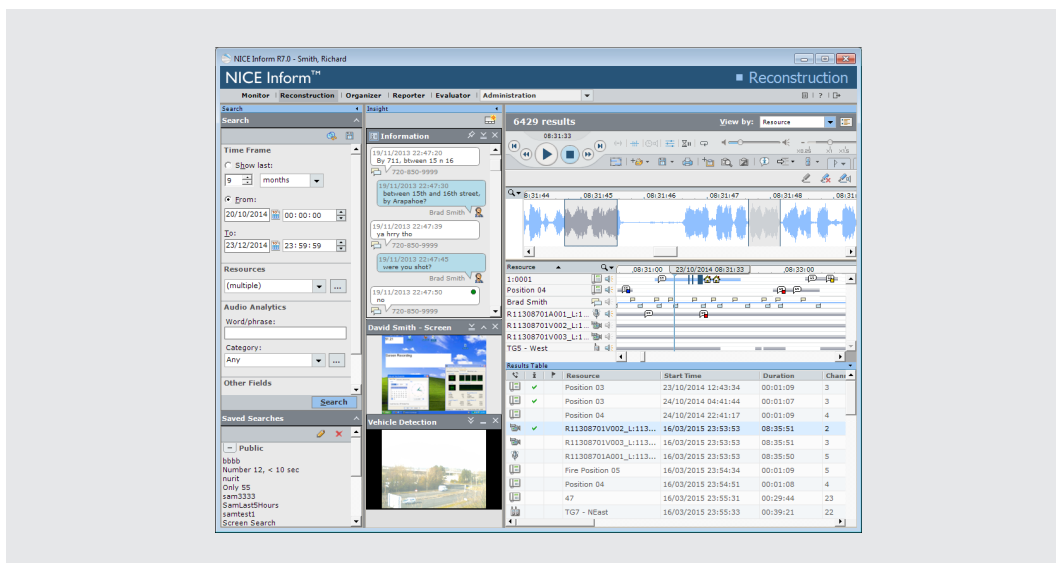 NICE Inform R7.0 - Smith, Richard
NICE Inform™
Reconstruction
Monitor Reconstruction Organizer Reporter Evaluator Administration
? 
Search
Search
Time Frame
Show last:
9 months
From:
20/10/2014 00:00:00
To:
23/12/2014 23:59:59
Resources
(multiple) ...
Audio Analytics
Word/phrase:
Category:
Any ...
Other Fields
Search
Saved Searches
Public
bbbb
Number 12, < 10 sec
nurit
Only 55
sam3333
SamLast5Hours
samtest1
Screen Search
Insight
Information
19/11/2013 22:47:20
By 711, btween 15 n 16
720-850-9999
19/11/2013 22:47:30
between 15th and 16th street.
by Arapahoe?
Brad Smith
19/11/2013 22:47:39
ya hrry tho
720-850-9999
19/11/2013 22:47:45
were you shot?
Brad Smith
19/11/2013 22:47:50
no
720-850-9999
David Smith - Screen
Vehicle Detection
6429 results
View by: Resource
08:31:33
x1
8:31:44 08:31:45 08:31:46 08:31:47 08:31:48 08:31
Resource
08:31:00 23/10/2014 08:31:33 08:33:00
1:0001
Position 04
Brad Smith
R11308701A001_L:1...
R11308701V002_L:1...
R11308701V003_L:1...
TG5 - West
Results Table
Resource Start Time Duration Chan
Position 03 23/10/2014 12:43:34 00:01:09 3
Position 03 24/10/2014 04:41:44 00:01:07 3
Position 04 24/10/2014 22:41:17 00:01:09 4
R11308701V002_L:113... 16/03/2015 23:53:53 08:35:51 2
R11308701V003_L:113... 16/03/2015 23:53:53 08:35:51 3
R11308701A001_L:113... 16/03/2015 23:53:53 08:35:50 5
Fire Position 05 16/03/2015 23:54:34 00:01:09 5
Position 04 16/03/2015 23:54:51 00:01:08 4
47 16/03/2015 23:55:31 00:29:44 23
TG7 - NEast 16/03/2015 23:55:33 00:39:21 22